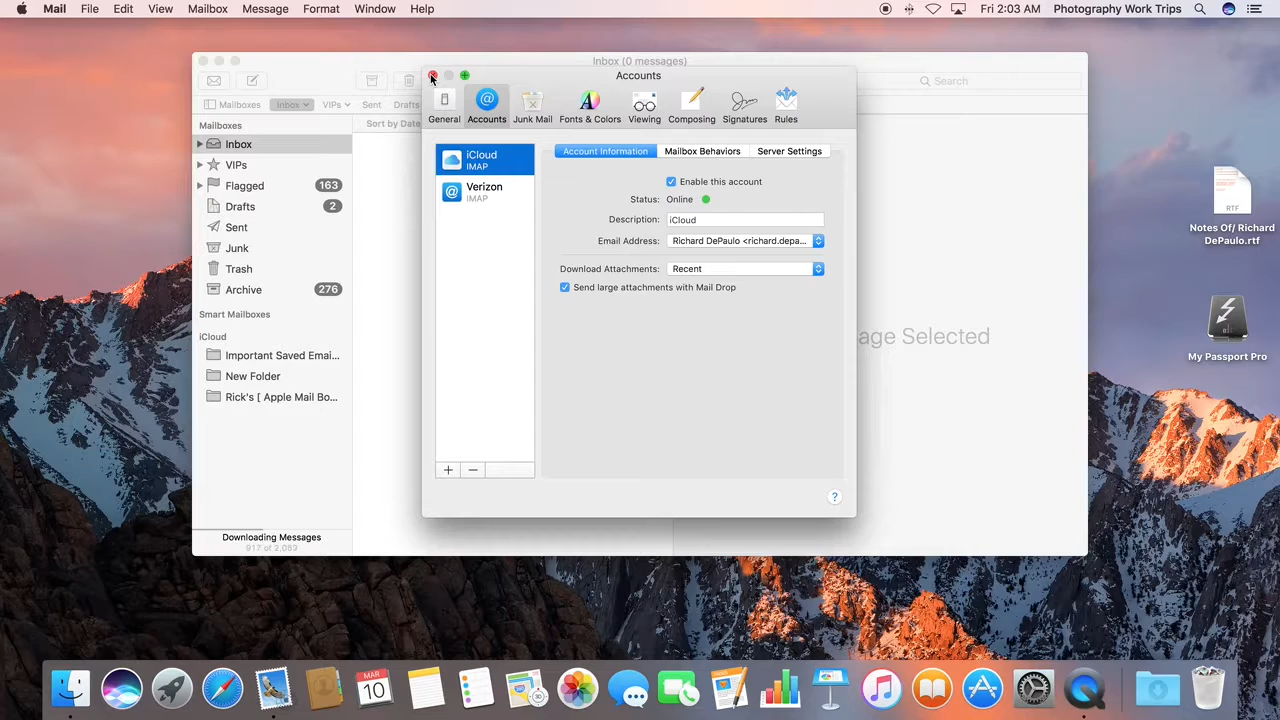 Mail File Edit View Mailbox Message Format Window Help Fri 2:03 AM Photography Work Trips
Inbox (0 messages)
Accounts
Search
General Accounts Junk Mail Fonts & Colors Viewing Composing Signatures Rules
Mailboxes Inbox VIPs Sent Drafts
Mailboxes
Sort by Date
Inbox
VIPs
Flagged 163
Drafts 2
Sent
Junk
Trash
Archive 276
Smart Mailboxes
iCloud
Important Saved Emai...
New Folder
Rick's [ Apple Mail Bo...
Downloading Messages
917 of 2,053
iCloud
IMAP
Verizon
IMAP
Account Information Mailbox Behaviors Server Settings
Enable this account
Status: Online
Description: iCloud
Email Address: Richard DePaulo <richard.depa...
Download Attachments: Recent
Send large attachments with Mail Drop
+ −
?
age Selected
RTF
Notes Of/ Richard
DePaulo.rtf
My Passport Pro
MAR
10
30